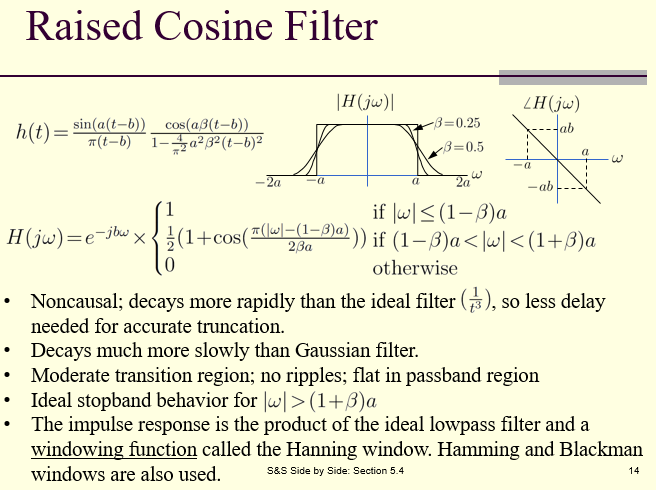 Raised Cosine Filter
|H(jω)|
∠H(jω)
h(t) = sin(a(t−b))/π(t−b) cos(aβ(t−b))/1−(4/π²)a²β²(t−b)²
β=0.25
β=0.5
ab
a
ω
−2a −a a 2a ω
−a
−ab
H(jω)=e^{−jbω} × {1 if |ω| ≤ (1−β)a
½(1+cos(π(|ω|−(1−β)a)/2βa)) if (1−β)a < |ω| < (1+β)a
0 otherwise
• Noncausal; decays more rapidly than the ideal filter (1/t³), so less delay
needed for accurate truncation.
• Decays much more slowly than Gaussian filter.
• Moderate transition region; no ripples; flat in passband region
• Ideal stopband behavior for |ω| > (1+β)a
• The impulse response is the product of the ideal lowpass filter and a
windowing function called the Hanning window. Hamming and Blackman
windows are also used.
S&S Side by Side: Section 5.4
14